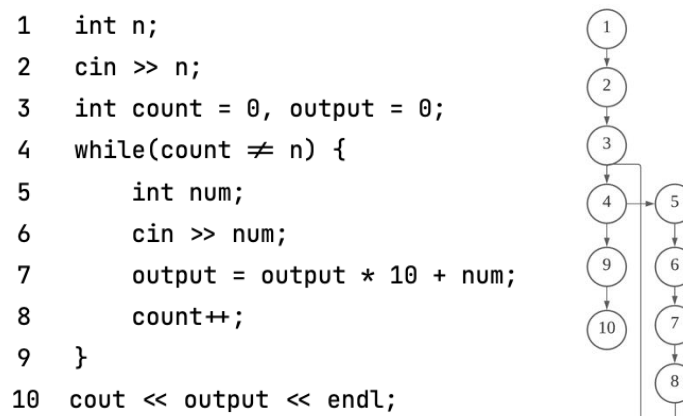 1 int n;
2 cin >> n;
3 int count = 0, output = 0;
4 while(count ≠ n) {
5 int num;
6 cin >> num;
7 output = output * 10 + num;
8 count++;
9 }
10 cout << output << endl;
1
2
3
4 5
9 6
10 7
8